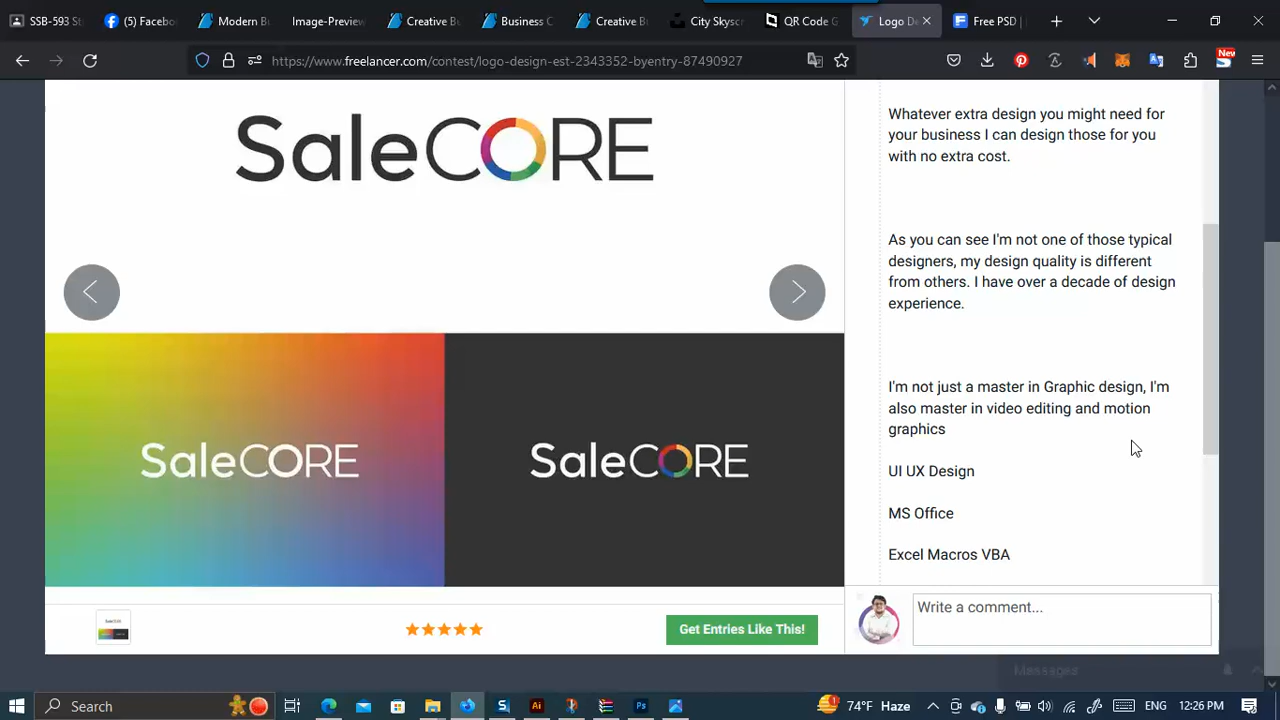 SSB-593 St
(5) Facebo
Modern Bu
Image-Preview
Creative Bu
Business C
Creative Br
City Skyscr
QR Code G
Logo De
Free PSD |
https://www.freelancer.com/contest/logo-design-est-2343352-byentry-87490927
New
SaleCORE
SaleCORE
SaleCORE
Whatever extra design you might need for
your business I can design those for you
with no extra cost.
As you can see I'm not one of those typical
designers, my design quality is different
from others. I have over a decade of design
experience.
I'm not just a master in Graphic design, I'm
also master in video editing and motion
graphics
UI UX Design
MS Office
Excel Macros VBA
Get Entries Like This!
Write a comment...
Messages
Search
74°F Haze
ENG
12:26 PM